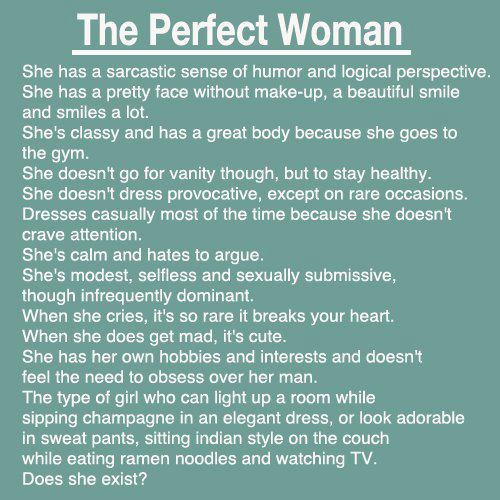 The Perfect Woman
She has a sarcastic sense of humor and logical perspective.
She has a pretty face without make-up, a beautiful smile
and smiles a lot.
She's classy and has a great body because she goes to
the gym.
She doesn't go for vanity though, but to stay healthy.
She doesn't dress provocative, except on rare occasions.
Dresses casually most of the time because she doesn't
crave attention.
She's calm and hates to argue.
She's modest, selfless and sexually submissive,
though infrequently dominant.
When she cries, it's so rare it breaks your heart.
When she does get mad, it's cute.
She has her own hobbies and interests and doesn't
feel the need to obsess over her man.
The type of girl who can light up a room while
sipping champagne in an elegant dress, or look adorable
in sweat pants, sitting indian style on the couch
while eating ramen noodles and watching TV.
Does she exist?